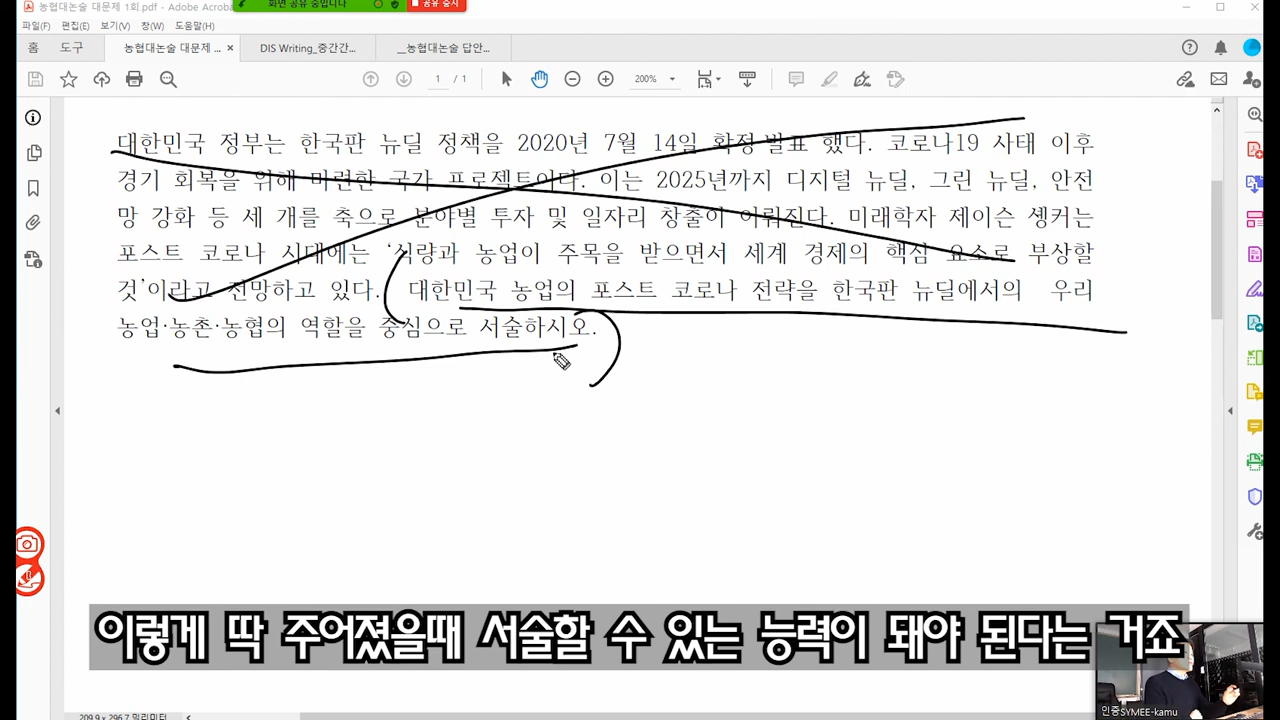 농협대논술 대문제 1회.pdf - Adobe Acroba
화면 공유 중입니다
공유 중지
파일(F) 편집(E) 보기(V) 창(W) 도움말(H)
홈 도구 농협대논술 대문제 ... × DIS Writing_중간간... __농협대논술 답안...
1 / 1 200%
대한민국 정부는 한국판 뉴딜 정책을 2020년 7월 14일 확정 발표 했다. 코로나19 사태 이후
경기 회복을 위해 마련한 국가 프로젝트이다. 이는 2025년까지 디지털 뉴딜, 그린 뉴딜, 안전
망 강화 등 세 개를 축으로 분야별 투자 및 일자리 창출이 이뤄진다. 미래학자 제이슨 솅커는
포스트 코로나 시대에는 '식량과 농업이 주목을 받으면서 세계 경제의 핵심 요소로 부상할
것'이라고 전망하고 있다. 대한민국 농업의 포스트 코로나 전략을 한국판 뉴딜에서의 우리
농업·농촌·농협의 역할을 중심으로 서술하시오.
이렇게 딱 주어졌을때 서술할 수 있는 능력이 돼야 된다는 거죠
인중SYMEE-kamu
209.9 x 296.7 밀리미터